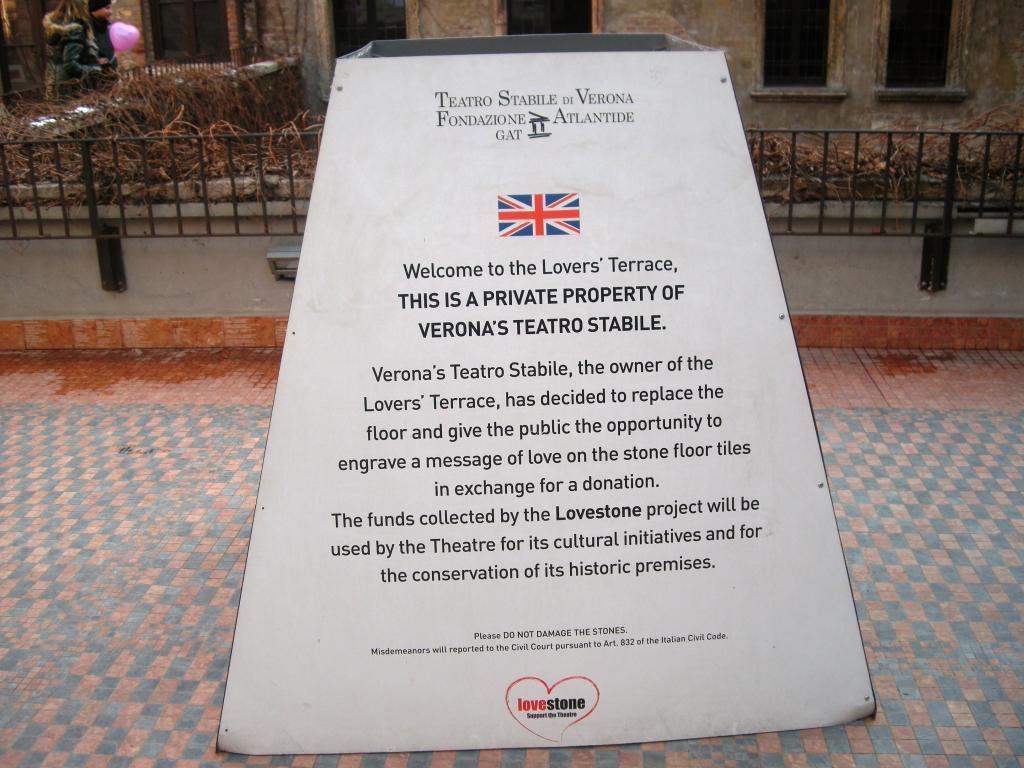 TEATRO STABILE DI VERONA
FONDAZIONE ATLANTIDE
GAT
Welcome to the Lovers' Terrace,
THIS IS A PRIVATE PROPERTY OF
VERONA'S TEATRO STABILE.
Verona's Teatro Stabile, the owner of the
Lovers' Terrace, has decided to replace the
floor and give the public the opportunity to
engrave a message of love on the stone floor tiles
in exchange for a donation.
The funds collected by the Lovestone project will be
used by the Theatre for its cultural initiatives and for
the conservation of its historic premises.
Please DO NOT DAMAGE THE STONES.
Misdemeanors will reported to the Civil Court pursuant to Art. 832 of the Italian Civil Code.
lovestone
Support the Theatre